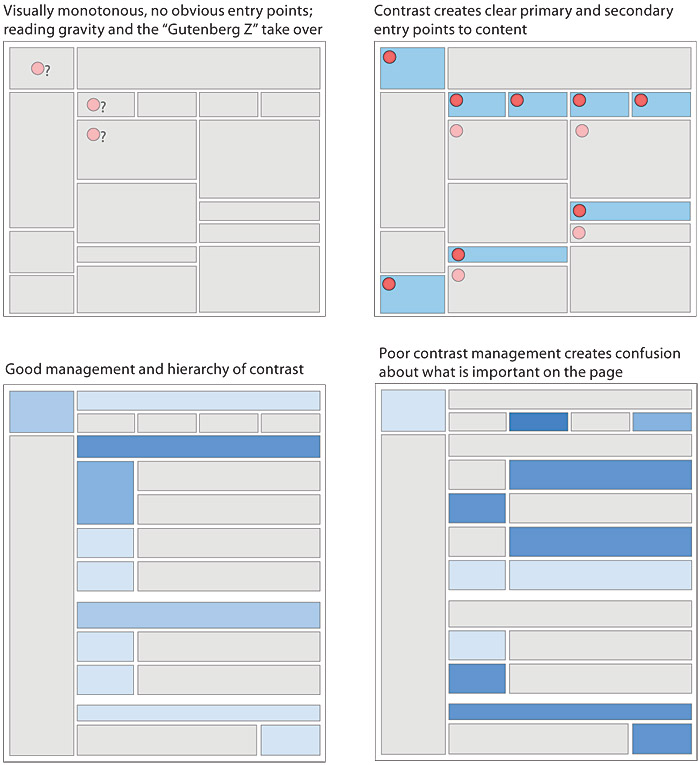 Visually monotonous, no obvious entry points;
reading gravity and the “Gutenberg Z” take over
?
?
?
Contrast creates clear primary and secondary
entry points to content
Good management and hierarchy of contrast
Poor contrast management creates confusion
about what is important on the page